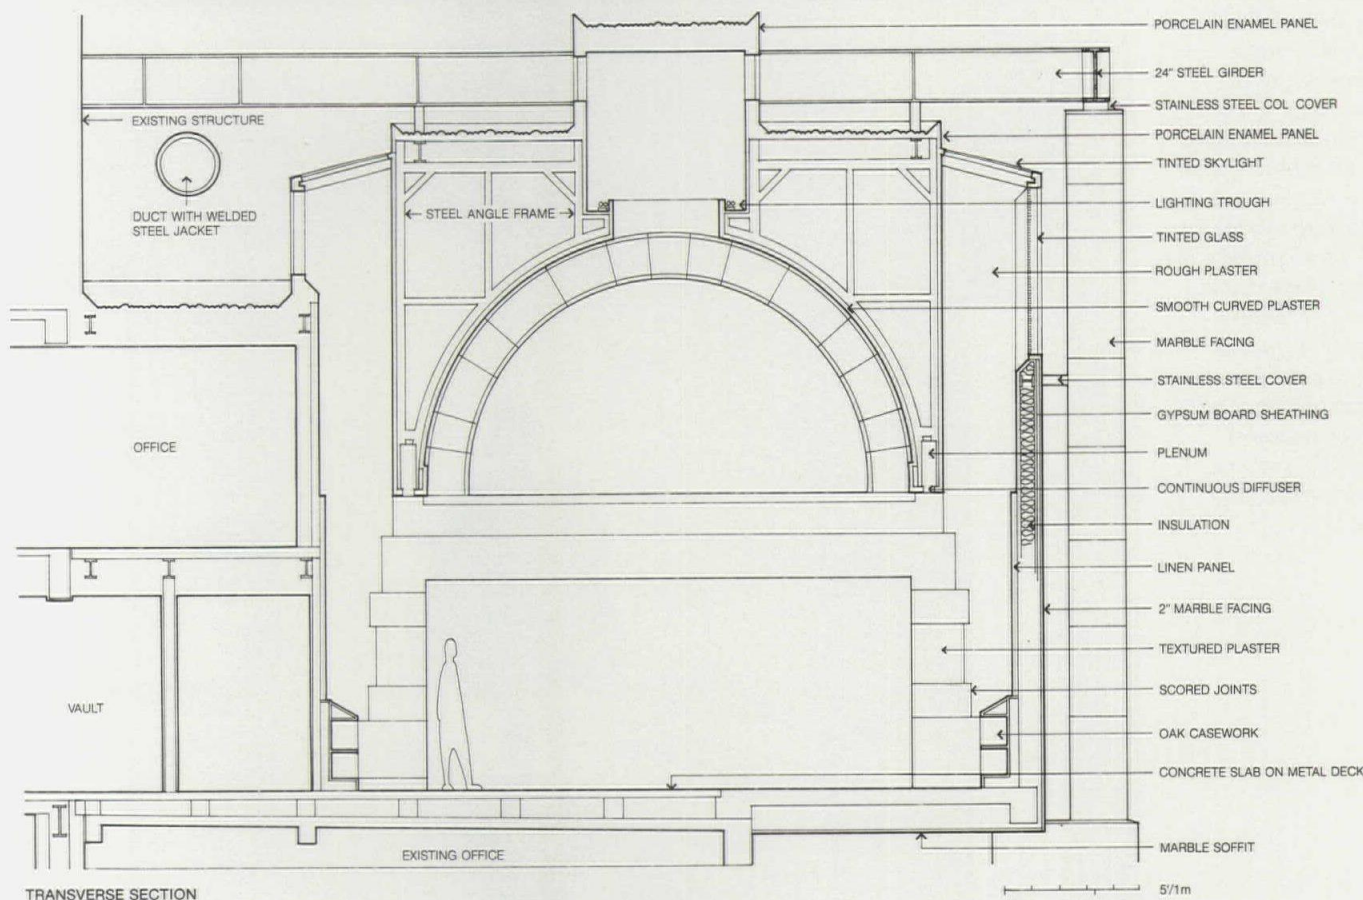 PORCELAIN ENAMEL PANEL
24" STEEL GIRDER
STAINLESS STEEL COL COVER
EXISTING STRUCTURE
PORCELAIN ENAMEL PANEL
TINTED SKYLIGHT
LIGHTING TROUGH
DUCT WITH WELDED
STEEL JACKET
STEEL ANGLE FRAME
TINTED GLASS
ROUGH PLASTER
SMOOTH CURVED PLASTER
MARBLE FACING
STAINLESS STEEL COVER
GYPSUM BOARD SHEATHING
OFFICE
PLENUM
CONTINUOUS DIFFUSER
INSULATION
LINEN PANEL
2" MARBLE FACING
TEXTURED PLASTER
SCORED JOINTS
VAULT
OAK CASEWORK
CONCRETE SLAB ON METAL DECK
MARBLE SOFFIT
EXISTING OFFICE
TRANSVERSE SECTION
5'/1m